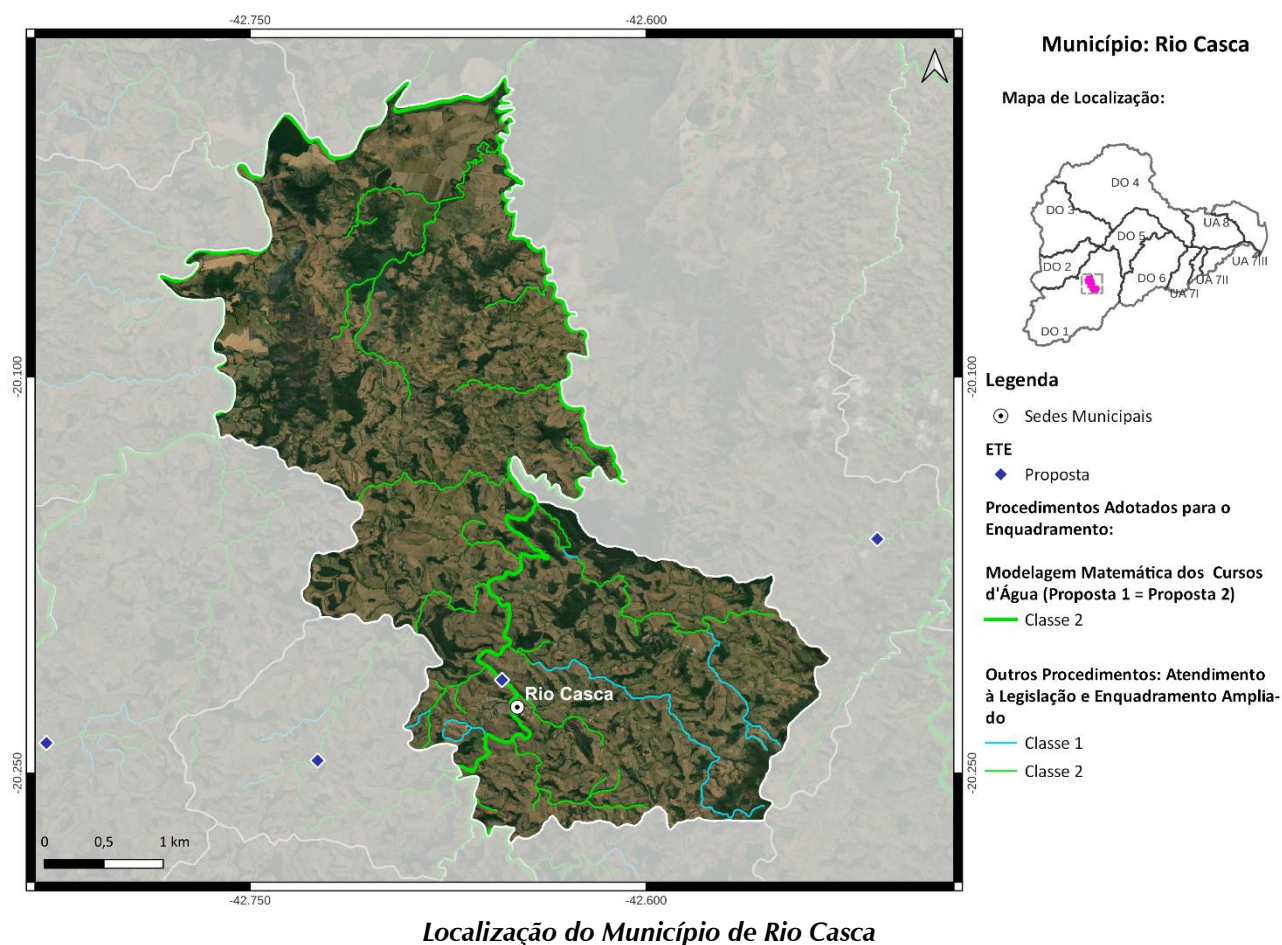 -42.750
-42.600
-20.100
-20.250
-20.100
-20.250
Rio Casca
0 0,5 1 km
-42.750
-42.600
Município: Rio Casca
Mapa de Localização:
DO 4
DO 3
UA 8
DO 5
UA 7III
DO 2
DO 6
UA 7II
UA 7I
DO 1
Legenda
Sedes Municipais
ETE
Proposta
Procedimentos Adotados para o
Enquadramento:
Modelagem Matemática dos Cursos
d'Água (Proposta 1 = Proposta 2)
Classe 2
Outros Procedimentos: Atendimento
à Legislação e Enquadramento Amplia-
do
Classe 1
Classe 2
Localização do Município de Rio Casca